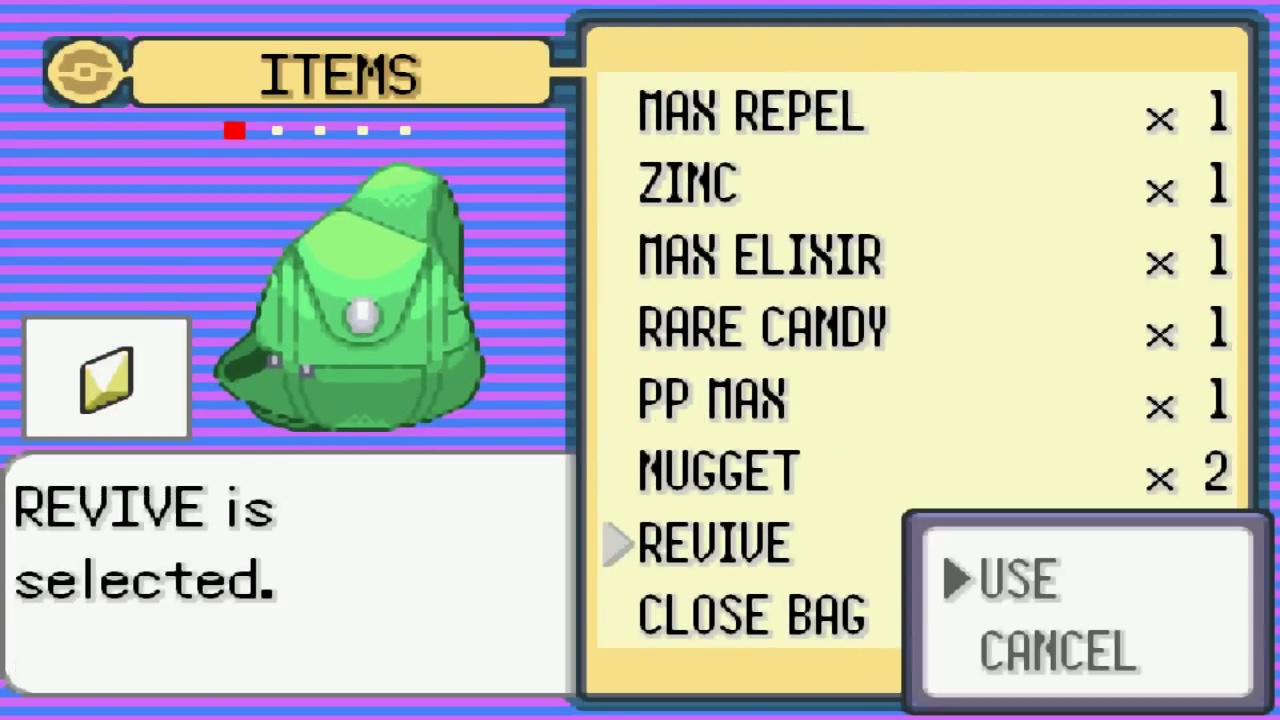 ITEMS
MAX REPEL × 1
ZINC × 1
MAX ELIXIR × 1
RARE CANDY × 1
PP MAX × 1
NUGGET × 2
REVIVE
CLOSE BAG
REVIVE is
selected.
USE
CANCEL